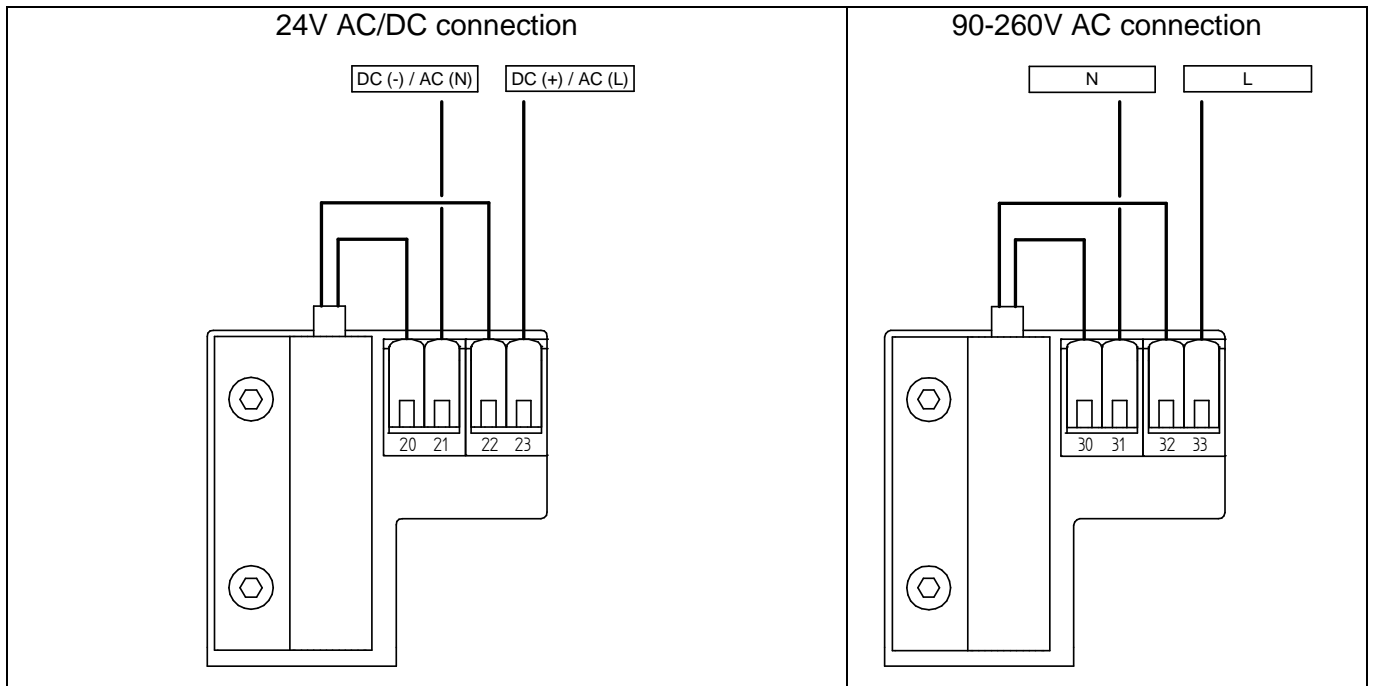 24V AC/DC connection
90-260V AC connection
DC (-) / AC (N)
DC (+) / AC (L)
N
L
20 21 22 23
30 31 32 33